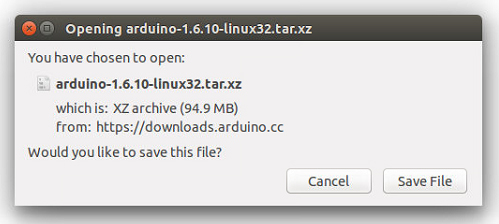 Opening arduino-1.6.10-linux32.tar.xz
You have chosen to open:
arduino-1.6.10-linux32.tar.xz
which is: XZ archive (94.9 MB)
from: https://downloads.arduino.cc
Would you like to save this file?
Cancel Save File